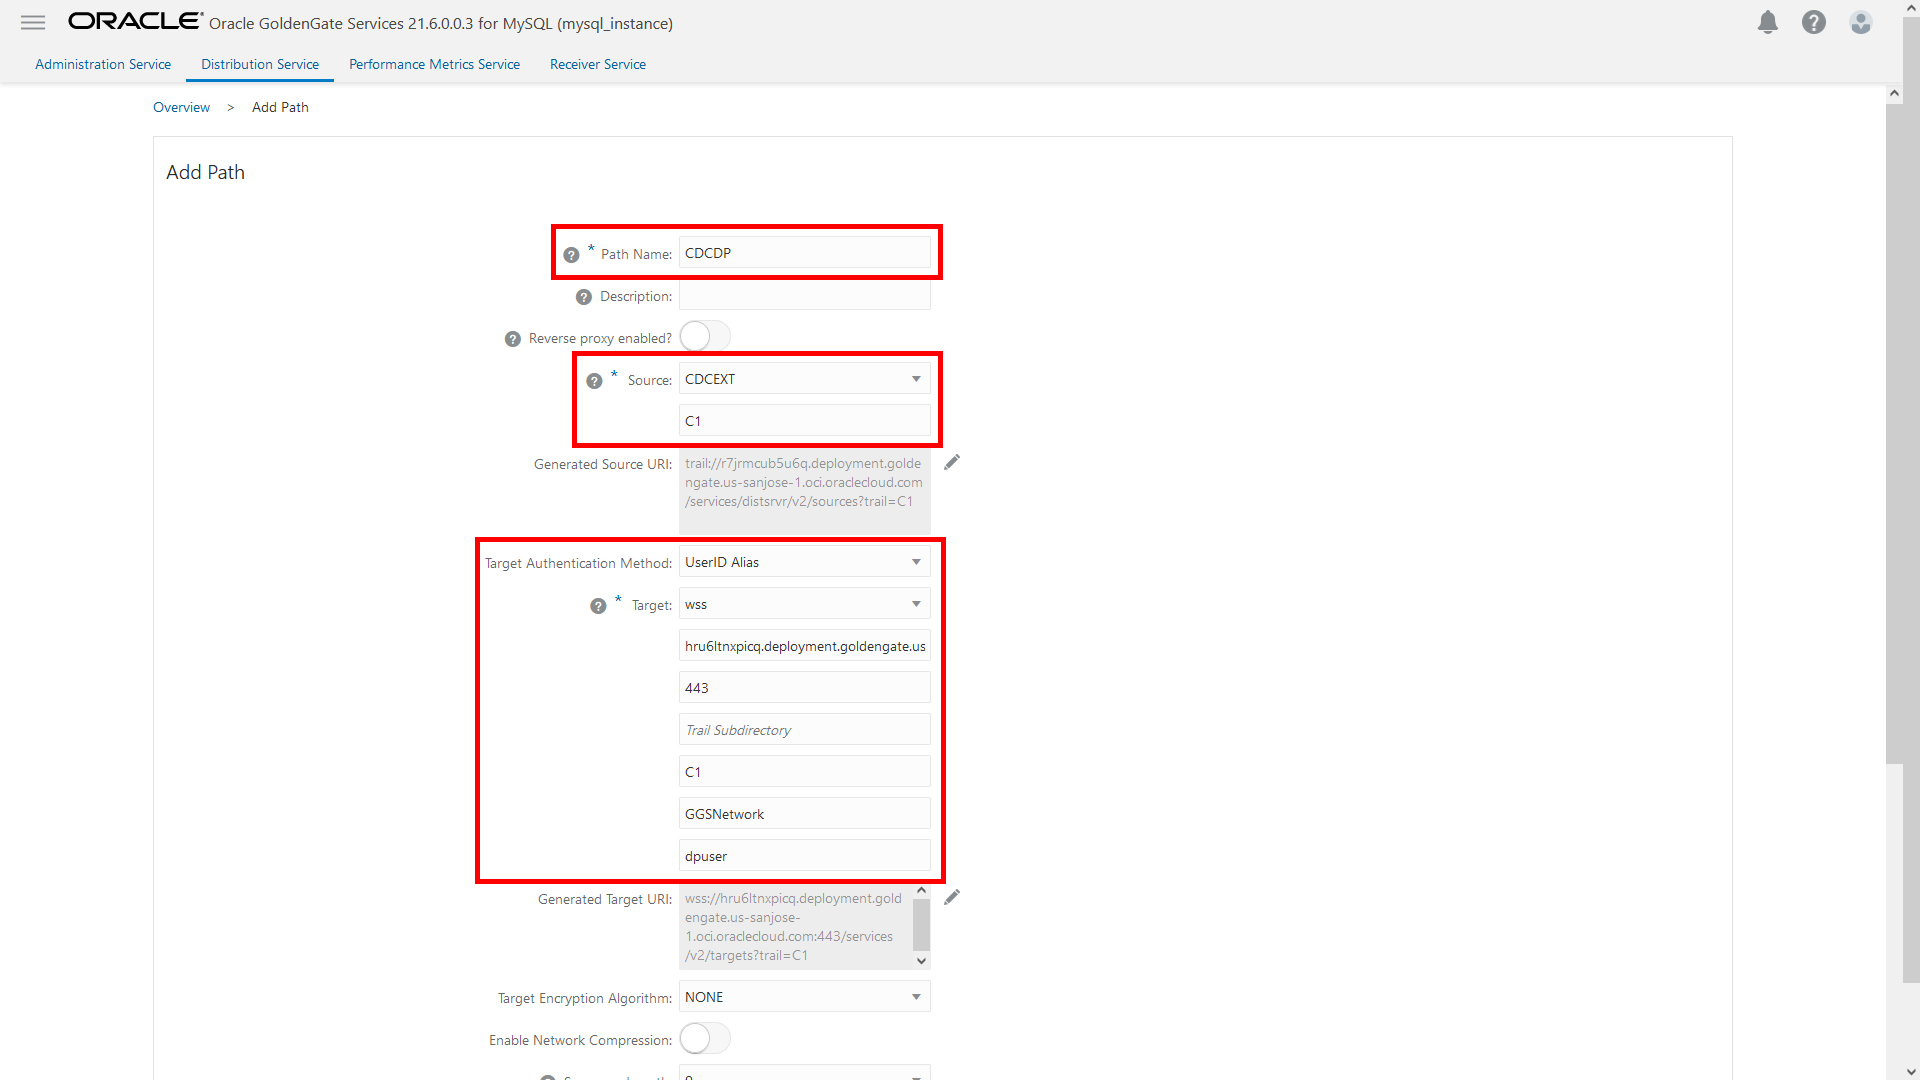 ORACLE Oracle GoldenGate Services 21.6.0.0.3 for MySQL (mysql_instance)
Administration Service Distribution Service Performance Metrics Service Receiver Service
Overview > Add Path
Add Path
? * Path Name: CDCDP
? Description:
? Reverse proxy enabled?
? * Source: CDCEXT
C1
Generated Source URI: trail://r7jrmcub5u6q.deployment.golde
ngate.us-sanjose-1.oci.oraclecloud.com
/services/distsrvr/v2/sources?trail=C1
Target Authentication Method: UserID Alias
? * Target: wss
hru6ltnxpicq.deployment.goldengate.us
443
Trail Subdirectory
C1
GGSNetwork
dpuser
Generated Target URI: wss://hru6ltnxpicq.deployment.gold
engate.us-sanjose-
1.oci.oraclecloud.com:443/services
/v2/targets?trail=C1
Target Encryption Algorithm: NONE
Enable Network Compression: